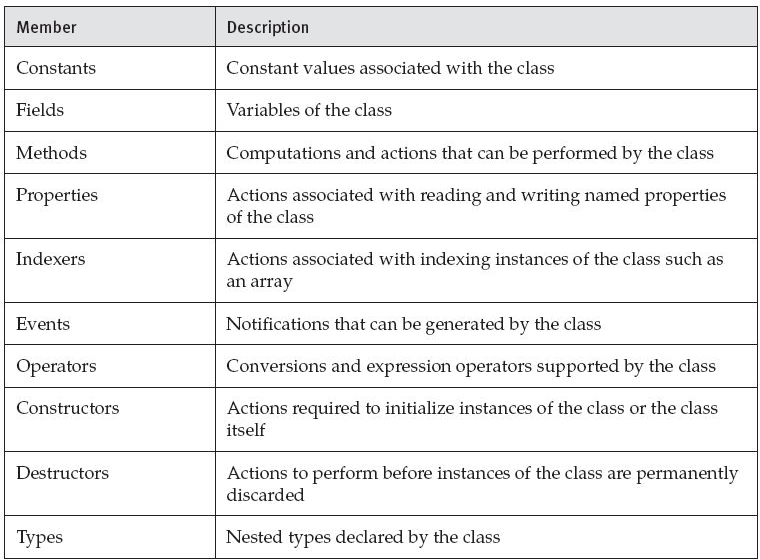 Member Description
Constants Constant values associated with the class
Fields Variables of the class
Methods Computations and actions that can be performed by the class
Properties Actions associated with reading and writing named properties
of the class
Indexers Actions associated with indexing instances of the class such as
an array
Events Notifications that can be generated by the class
Operators Conversions and expression operators supported by the class
Constructors Actions required to initialize instances of the class or the class
itself
Destructors Actions to perform before instances of the class are permanently
discarded
Types Nested types declared by the class